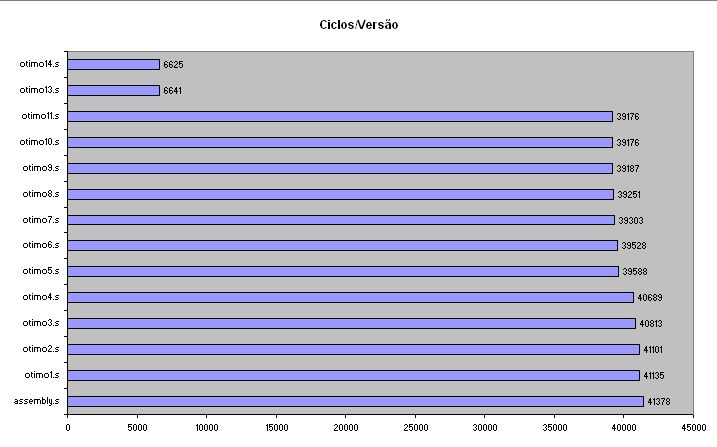 Ciclos/Versão
otimo14.s 6625
otimo13.s 6641
otimo11.s 39176
otimo10.s 39176
otimo9.s 39187
otimo8.s 39251
otimo7.s 39303
otimo6.s 39528
otimo5.s 39588
otimo4.s 40689
otimo3.s 40813
otimo2.s 41101
otimo1.s 41135
assembly.s 41378
0 5000 10000 15000 20000 25000 30000 35000 40000 45000